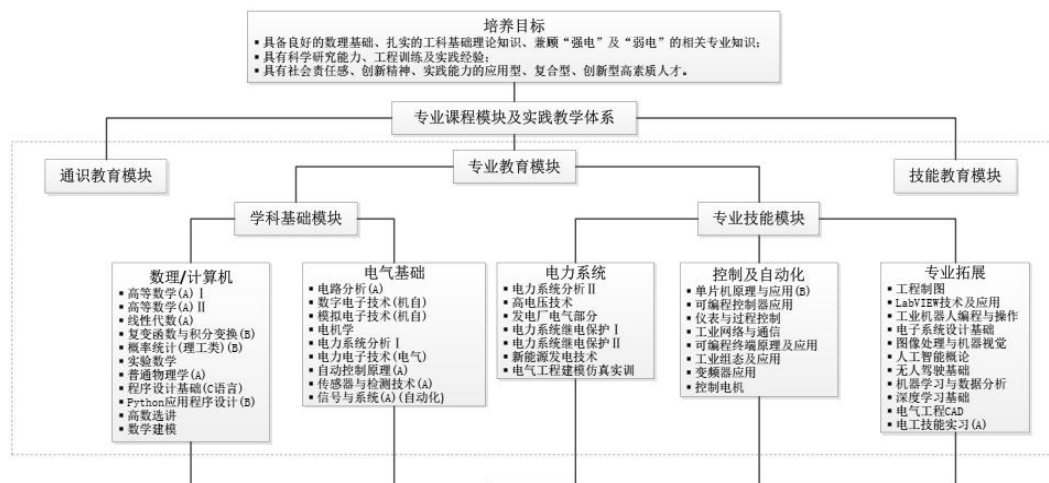 培养目标
▪ 具备良好的数理基础、扎实的工科基础理论知识、兼顾“强电”及“弱电”的相关专业知识；
▪ 具有科学研究能力、工程训练及实践经验；
▪ 具有社会责任感、创新精神、实践能力的应用型、复合型、创新型高素质人才。
专业课程模块及实践教学体系
通识教育模块
专业教育模块
技能教育模块
学科基础模块
专业技能模块
数理/计算机
▪ 高等数学(A)Ⅰ
▪ 高等数学(A)Ⅱ
▪ 线性代数(A)
▪ 复变函数与积分变换(B)
▪ 概率统计(理工类)(B)
▪ 实验数学
▪ 普通物理学(A)
▪ 程序设计基础(C语言)
▪ Python应用程序设计(B)
▪ 高数选讲
▪ 数学建模
电气基础
▪ 电路分析(A)
▪ 数字电子技术(机自)
▪ 模拟电子技术(机自)
▪ 电机学
▪ 电力系统分析Ⅰ
▪ 电力电子技术(电气)
▪ 自动控制原理(A)
▪ 传感器与检测技术(A)
▪ 信号与系统(A)(自动化)
电力系统
▪ 电力系统分析Ⅱ
▪ 高电压技术
▪ 发电厂电气部分
▪ 电力系统继电保护Ⅰ
▪ 电力系统继电保护Ⅱ
▪ 新能源发电技术
▪ 电气工程建模仿真实训
控制及自动化
▪ 单片机原理与应用(B)
▪ 可编程控制器应用
▪ 仪表与过程控制
▪ 工业网络与通信
▪ 可编程终端原理及应用
▪ 工业组态及应用
▪ 变频器应用
▪ 控制电机
专业拓展
▪ 工程制图
▪ LabVIEW技术及应用
▪ 工业机器人编程与操作
▪ 电子系统设计基础
▪ 图像处理与机器视觉
▪ 人工智能概论
▪ 无人驾驶基础
▪ 机器学习与数据分析
▪ 深度学习基础
▪ 电气工程CAD
▪ 电工技能实习(A)